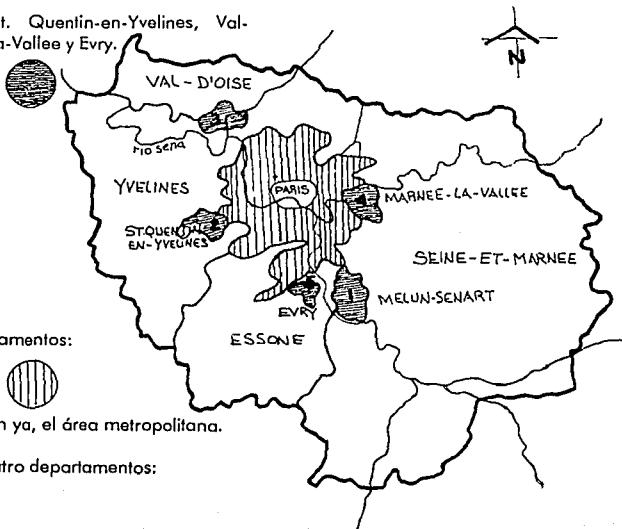 t. Quentin-en-Yvelines, Val-
a-Vallee y Evry.
N
VAL-D'OISE
rio sena
YVELINES
PARIS
MARNEE-LA-VALLEE
ST.QUENTIN
EN-YVELINES
SEINE-ET-MARNEE
MELUN-SENART
EVRY
ESSONE
amentos:
n ya, el área metropolitana.
tro departamentos: